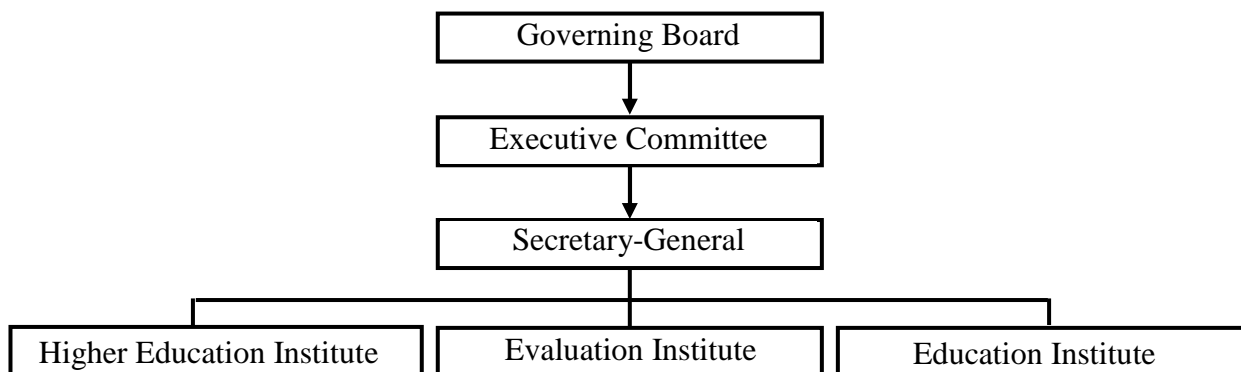 Governing Board
Executive Committee
Secretary-General
Higher Education Institute
Evaluation Institute
Education Institute